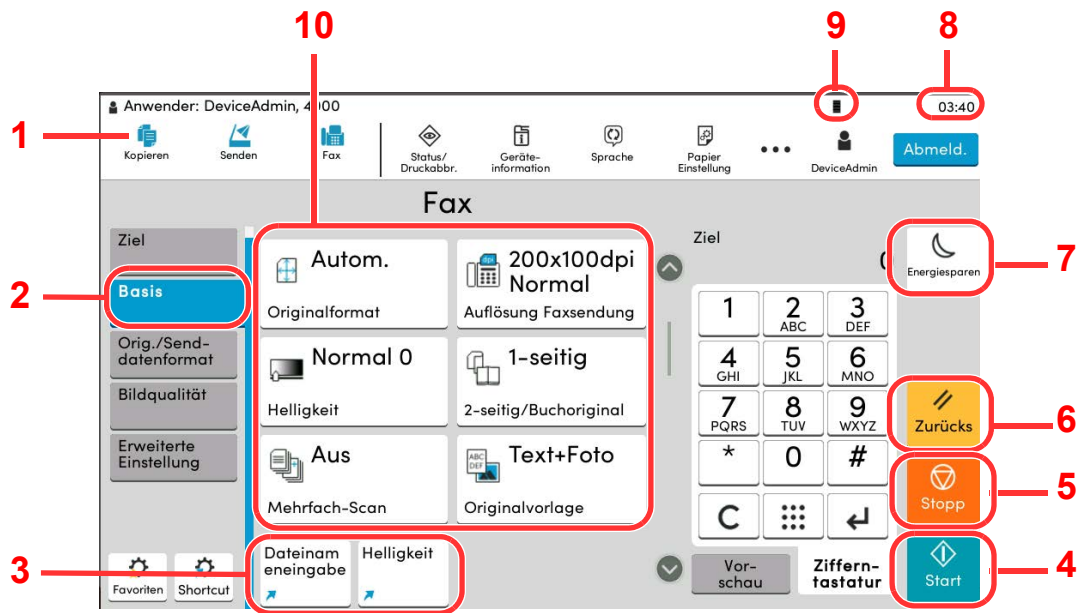 10
9
8
Anwender: DeviceAdmin, 4000
03:40
1
Kopieren
Senden
Fax
Status/
Druckabbr.
Geräte-
information
Sprache
Papier
Einstellung
DeviceAdmin
Abmeld.
Fax
Ziel
2
Basis
Orig./Send-
datenformat
Bildqualität
Erweiterte
Einstellung
Autom.
Originalformat
200x100dpi
Normal
Auflösung Faxsendung
Normal 0
Helligkeit
1-seitig
2-seitig/Buchoriginal
Aus
Mehrfach-Scan
ABC
DEF
Text+Foto
Originalvorlage
Ziel
0
Energiesparen
7
1
2
ABC
3
DEF
4
GHI
5
JKL
6
MNO
7
PQRS
8
TUV
9
WXYZ
*
0
#
C
Zurücks
6
Stopp
5
3
Favoriten
Shortcut
Dateinam
eneingabe
Helligkeit
Vor-
schau
Ziffern-
tastatur
Start
4